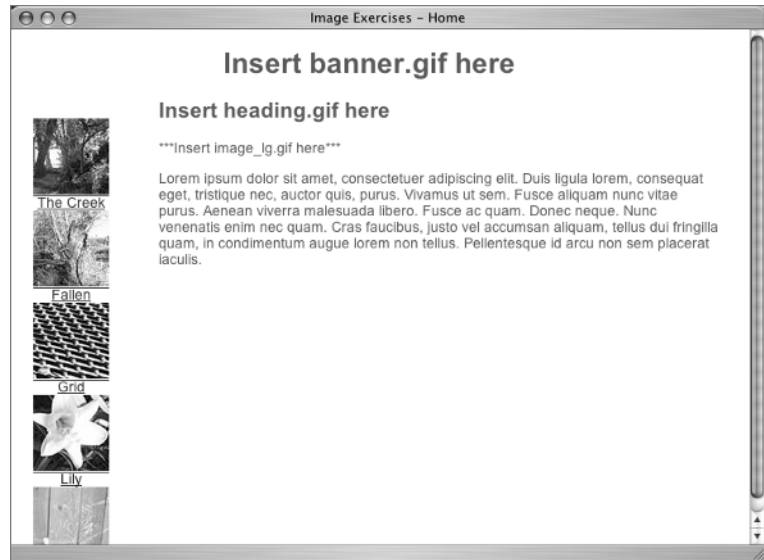 Image Exercises – Home
Insert banner.gif here
Insert heading.gif here
***Insert image_lg.gif here***
Lorem ipsum dolor sit amet, consectetuer adipiscing elit. Duis ligula lorem, consequat
eget, tristique nec, auctor quis, purus. Vivamus ut sem. Fusce aliquam nunc vitae
purus. Aenean viverra malesuada libero. Fusce ac quam. Donec neque. Nunc
venenatis enim nec quam. Cras faucibus, justo vel accumsan aliquam, tellus dui fringilla
quam, in condimentum augue lorem non tellus. Pellentesque id arcu non sem placerat
iaculis.
The Creek
Fallen
Grid
Lily